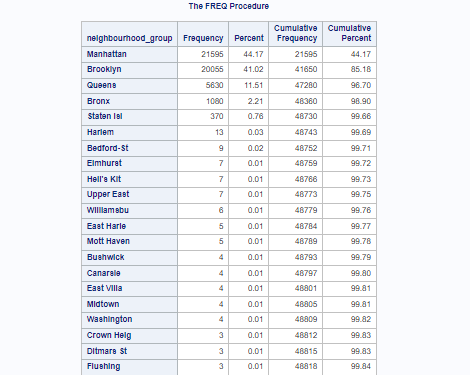 The FREQ Procedure
neighbourhood_group Frequency Percent Cumulative Frequency Cumulative Percent
Manhattan 21595 44.17 21595 44.17
Brooklyn 20055 41.02 41650 85.18
Queens 5630 11.51 47280 96.70
Bronx 1080 2.21 48360 98.90
Staten Isl 370 0.76 48730 99.66
Harlem 13 0.03 48743 99.69
Bedford-St 9 0.02 48752 99.71
Elmhurst 7 0.01 48759 99.72
Hell's Kit 7 0.01 48766 99.73
Upper East 7 0.01 48773 99.75
Williamsbu 6 0.01 48779 99.76
East Harle 5 0.01 48784 99.77
Mott Haven 5 0.01 48789 99.78
Bushwick 4 0.01 48793 99.79
Canarsie 4 0.01 48797 99.80
East Villa 4 0.01 48801 99.81
Midtown 4 0.01 48805 99.81
Washington 4 0.01 48809 99.82
Crown Heig 3 0.01 48812 99.83
Ditmars St 3 0.01 48815 99.83
Flushing 3 0.01 48818 99.84